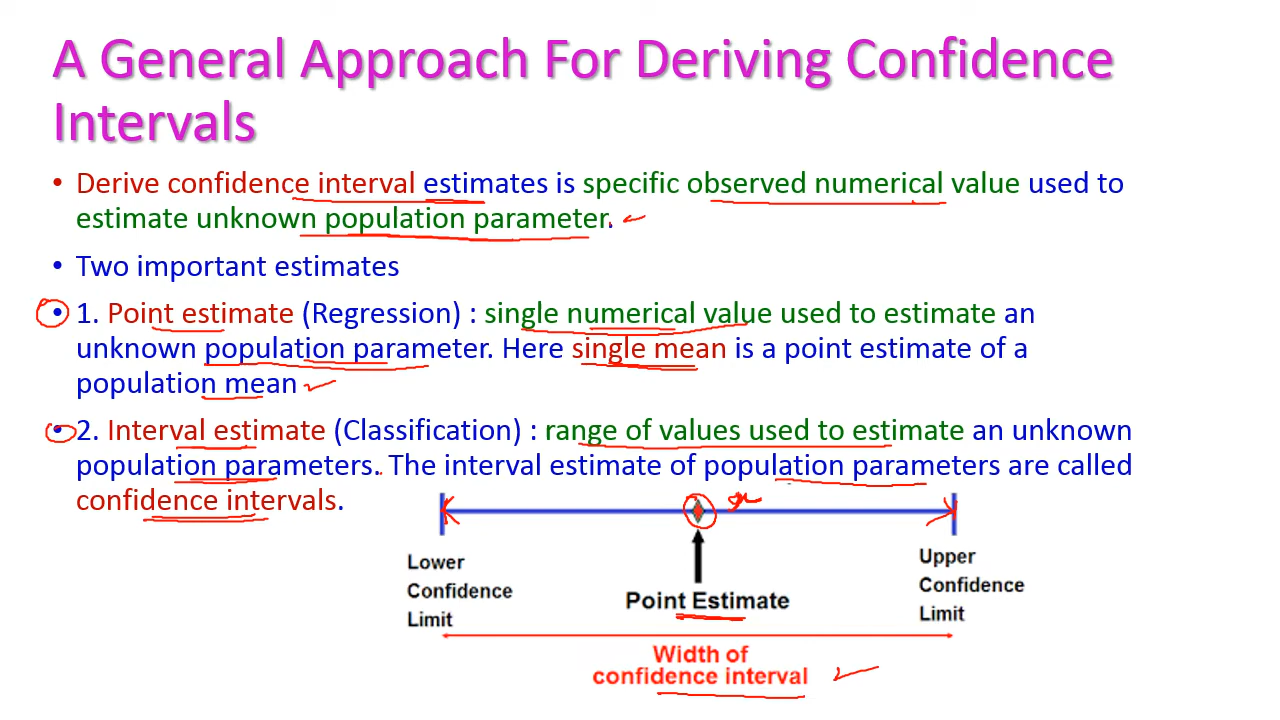 A General Approach For Deriving Confidence
Intervals
• Derive confidence interval estimates is specific observed numerical value used to
estimate unknown population parameter.
• Two important estimates
• 1. Point estimate (Regression) : single numerical value used to estimate an
unknown population parameter. Here single mean is a point estimate of a
population mean
• 2. Interval estimate (Classification) : range of values used to estimate an unknown
population parameters. The interval estimate of population parameters are called
confidence intervals.
Lower
Confidence
Limit
Point Estimate
Upper
Confidence
Limit
Width of
confidence interval